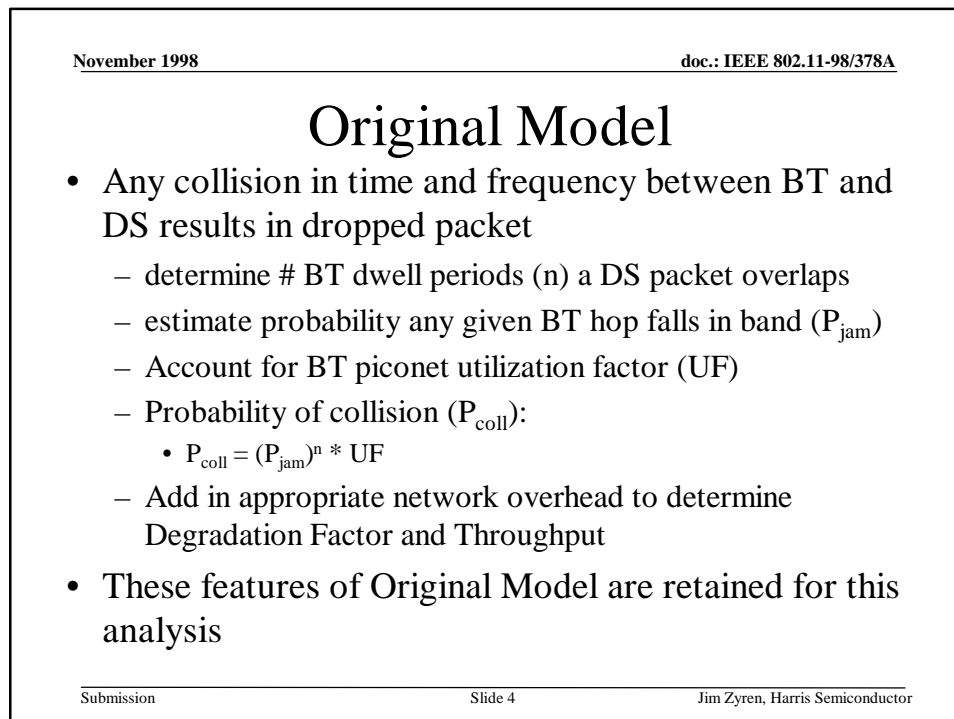 November 1998 doc.: IEEE 802.11-98/378A
Original Model
• Any collision in time and frequency between BT and
DS results in dropped packet
– determine # BT dwell periods (n) a DS packet overlaps
– estimate probability any given BT hop falls in band (P_jam)
– Account for BT piconet utilization factor (UF)
– Probability of collision (P_coll):
• P_coll = (P_jam)^n * UF
– Add in appropriate network overhead to determine
Degradation Factor and Throughput
• These features of Original Model are retained for this
analysis
Submission Slide 4 Jim Zyren, Harris Semiconductor